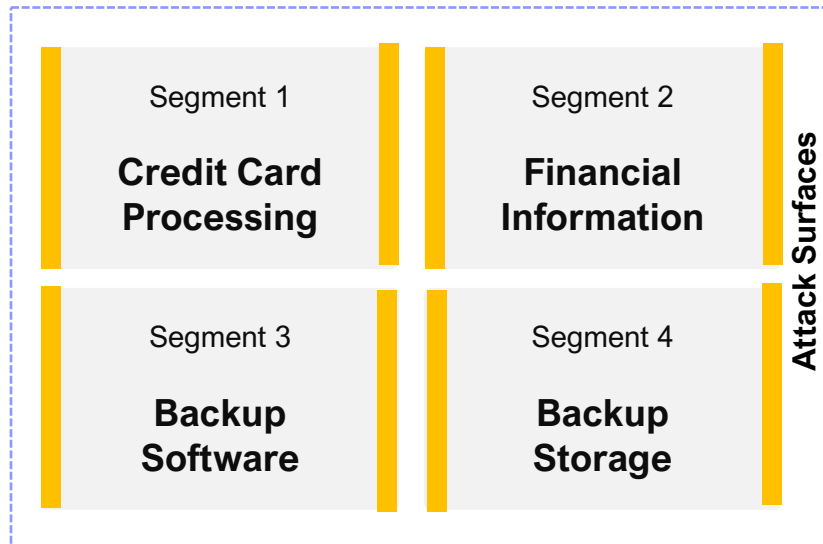 Segment 1
Credit Card
Processing
Segment 2
Financial
Information
Segment 3
Backup
Software
Segment 4
Backup
Storage
Attack Surfaces